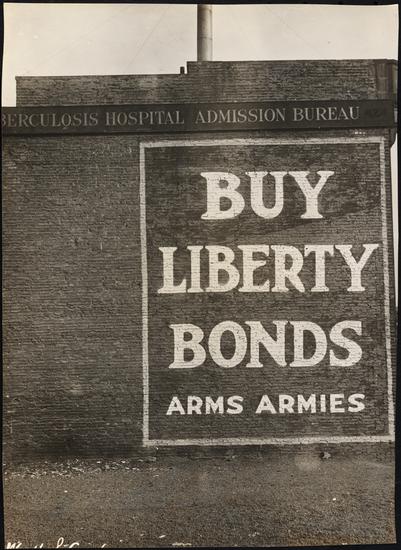 BERCULOSIS HOSPITAL ADMISSION BUREAU
BUY
LIBERTY
BONDS
ARMS ARMIES